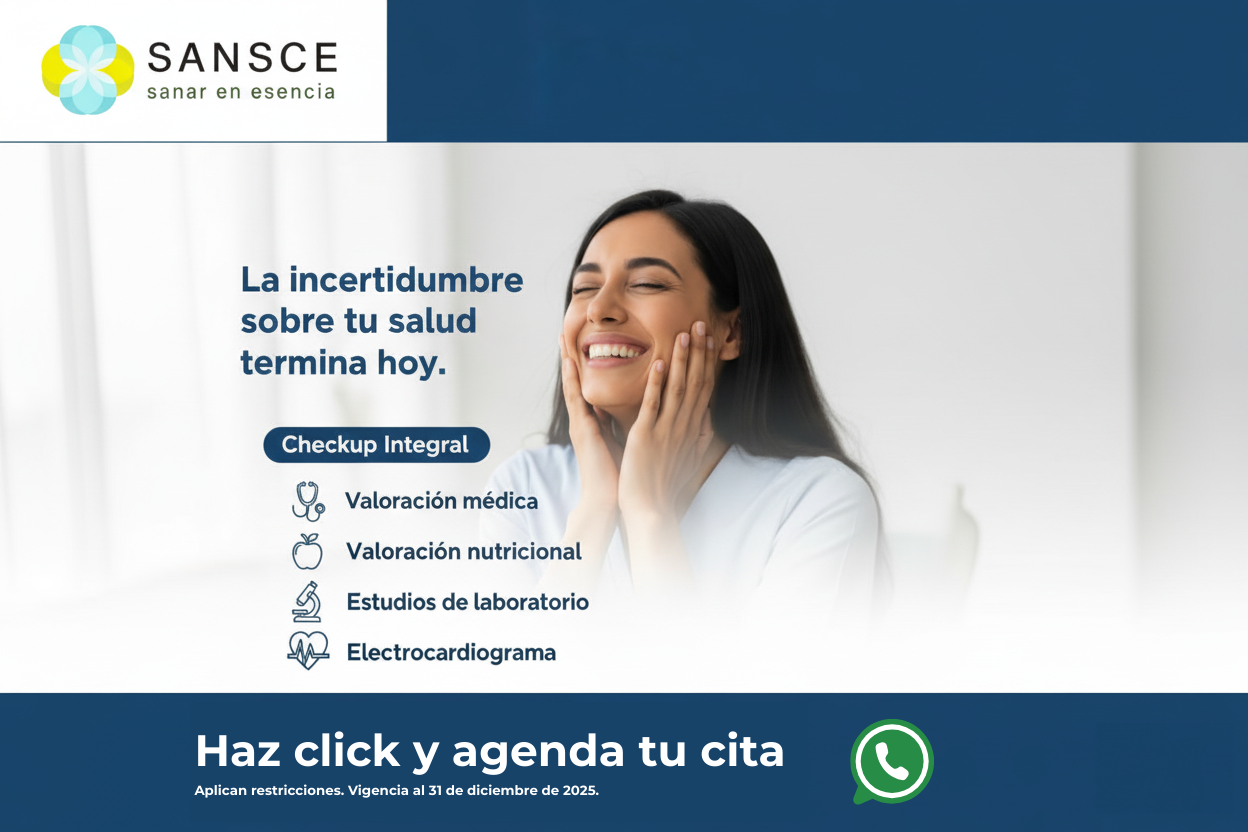 SANSCE
sanar en esencia
La incertidumbre
sobre tu salud
termina hoy.
Checkup Integral
Valoración médica
Valoración nutricional
Estudios de laboratorio
Electrocardiograma
Haz click y agenda tu cita
Aplican restricciones. Vigencia al 31 de diciembre de 2025.